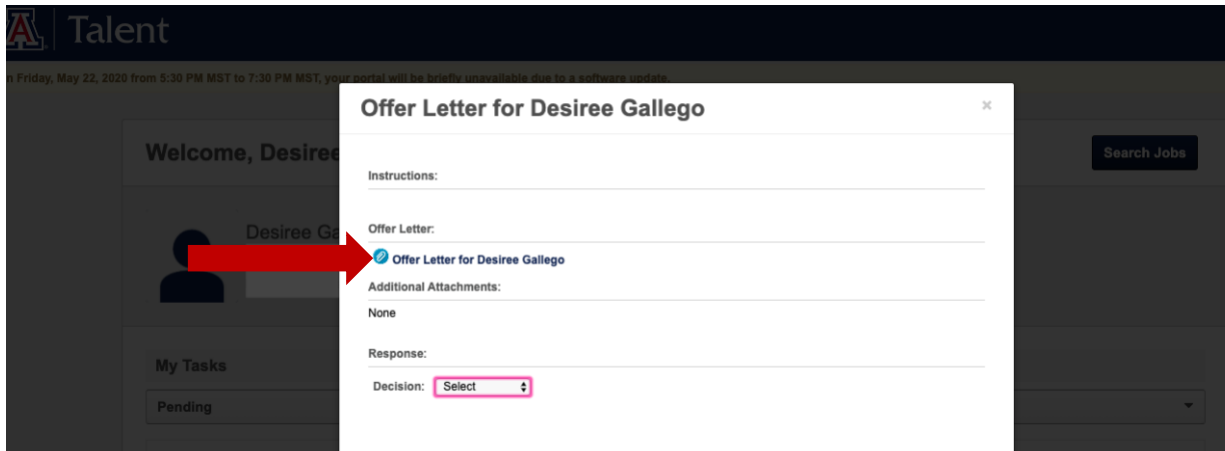 A Talent
n Friday, May 22, 2020 from 5:30 PM MST to 7:30 PM MST, your portal will be briefly unavailable due to a software update.
Offer Letter for Desiree Gallego ×
Welcome, Desiree
Search Jobs
Instructions:
Desiree Ga
Offer Letter:
Offer Letter for Desiree Gallego
Additional Attachments:
None
Response:
My Tasks
Decision: Select
Pending